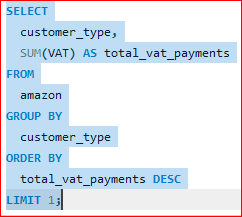 SELECT
customer_type,
SUM(VAT) AS total_vat_payments
FROM
amazon
GROUP BY
customer_type
ORDER BY
total_vat_payments DESC
LIMIT 1;